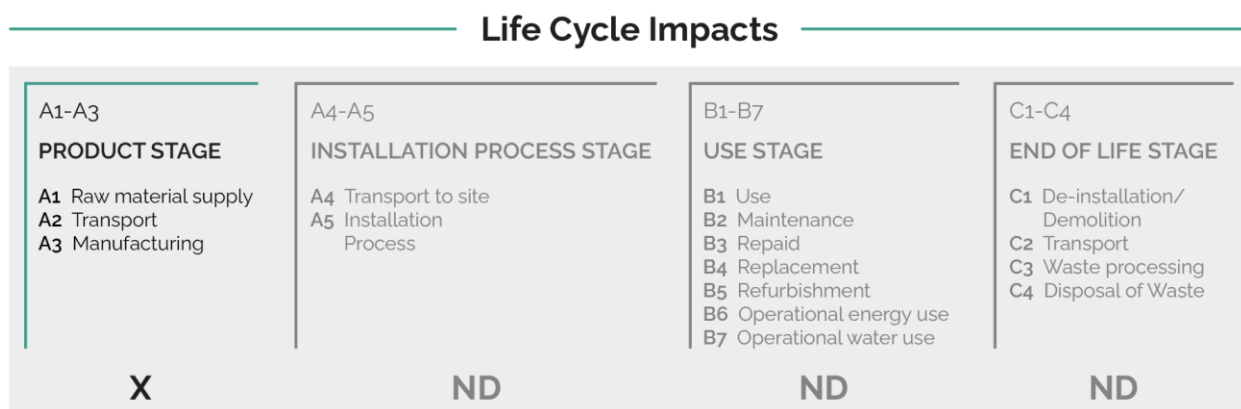 Life Cycle Impacts
A1-A3
PRODUCT STAGE
A1 Raw material supply
A2 Transport
A3 Manufacturing
X
A4-A5
INSTALLATION PROCESS STAGE
A4 Transport to site
A5 Installation
Process
ND
B1-B7
USE STAGE
B1 Use
B2 Maintenance
B3 Repaid
B4 Replacement
B5 Refurbishment
B6 Operational energy use
B7 Operational water use
ND
C1-C4
END OF LIFE STAGE
C1 De-installation/
Demolition
C2 Transport
C3 Waste processing
C4 Disposal of Waste
ND